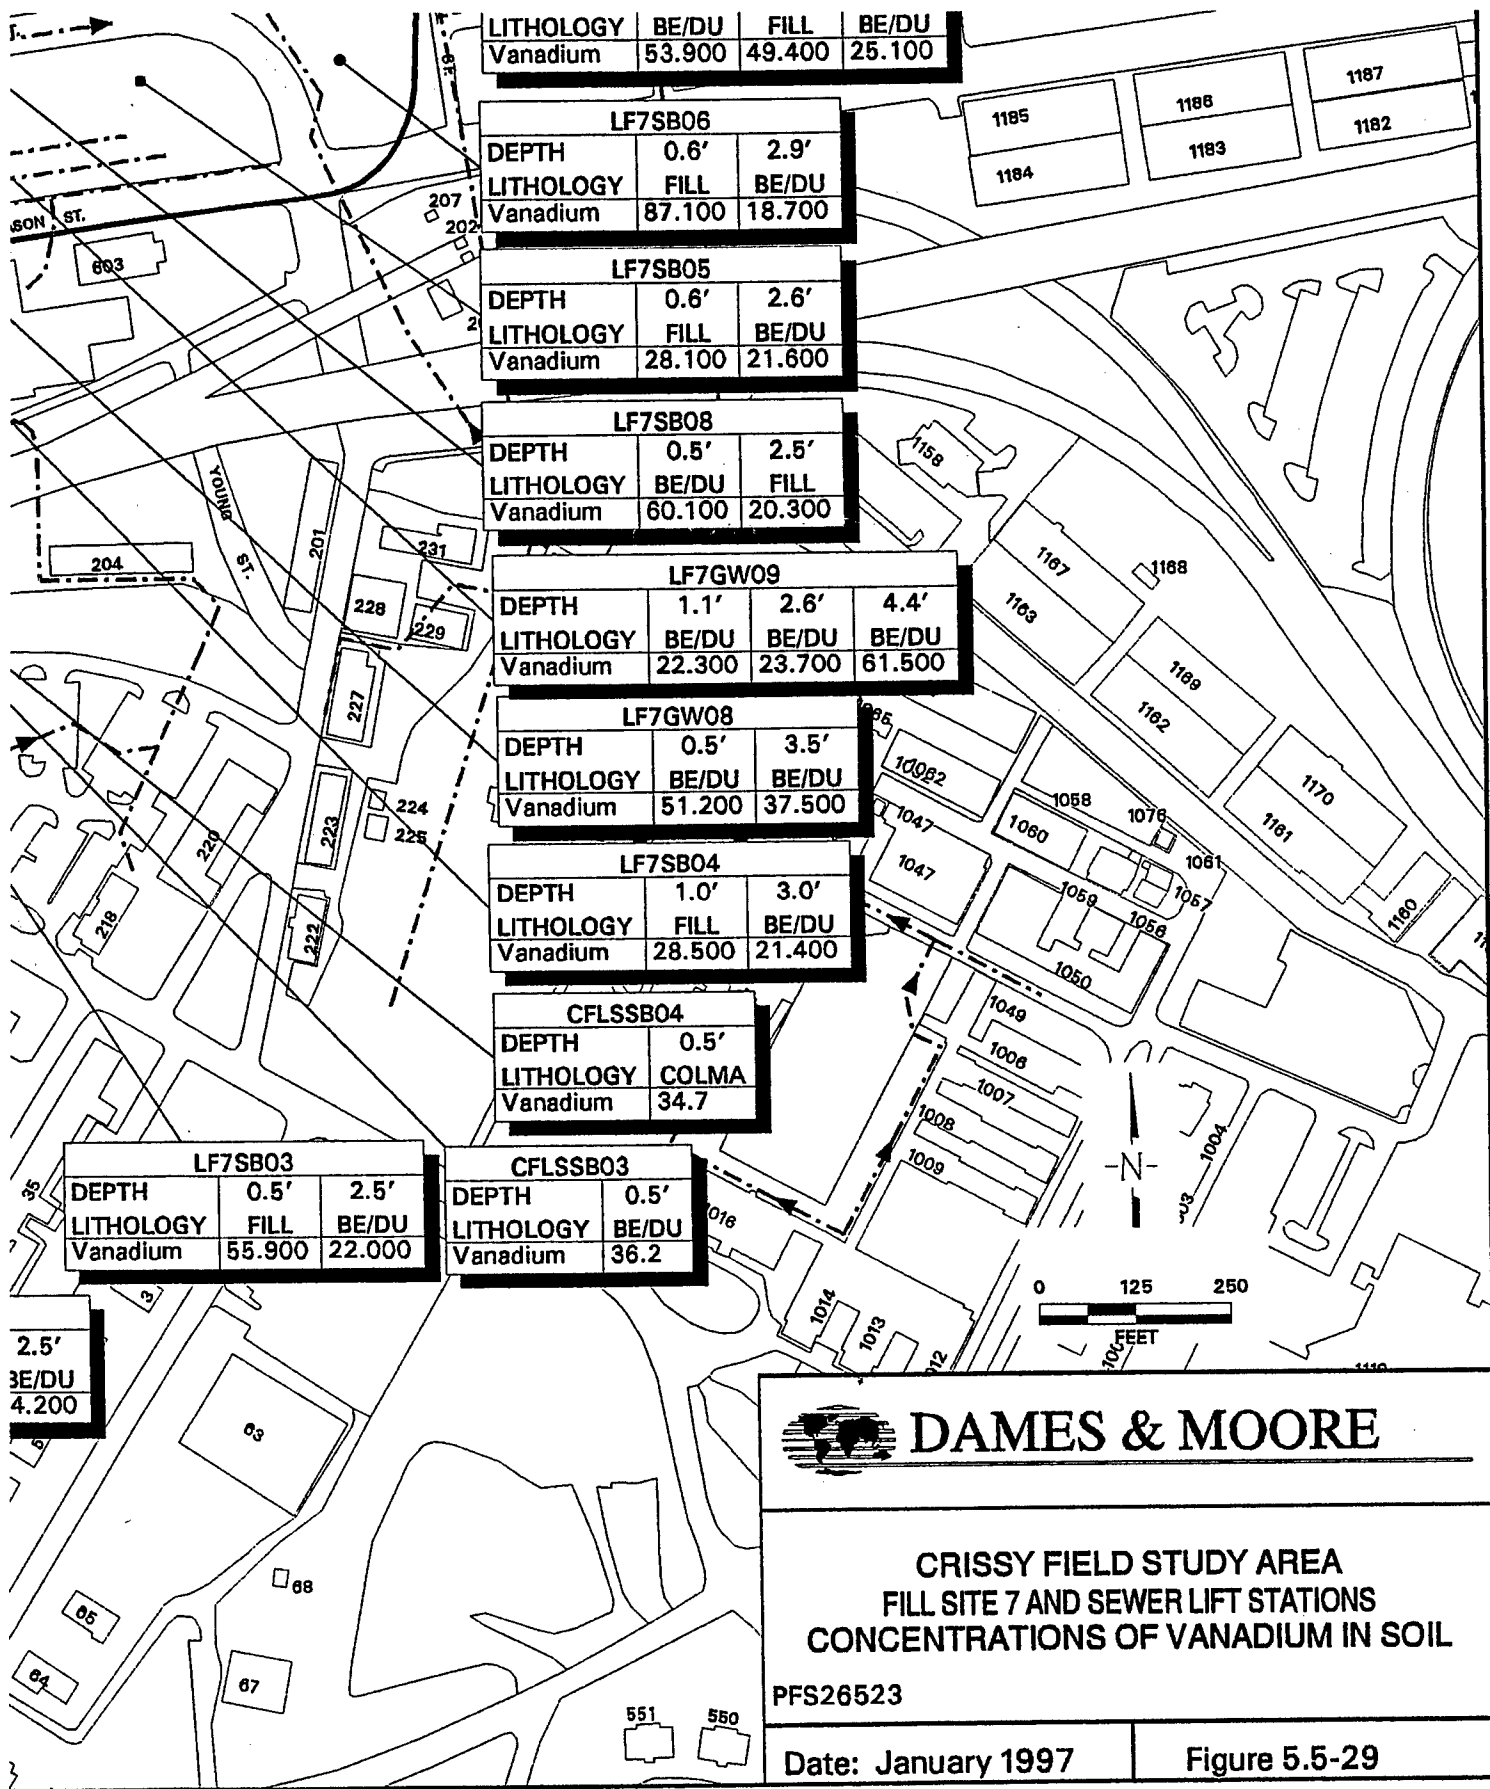 LITHOLOGY BE/DU FILL BE/DU
Vanadium 53.900 49.400 25.100
ST.
LF7SB06
DEPTH 0.6′ 2.9′
LITHOLOGY FILL BE/DU
Vanadium 87.100 18.700
LF7SB05
DEPTH 0.6′ 2.6′
LITHOLOGY FILL BE/DU
Vanadium 28.100 21.600
LF7SB08
DEPTH 0.5′ 2.5′
LITHOLOGY BE/DU FILL
Vanadium 60.100 20.300
LF7GW09
DEPTH 1.1′ 2.6′ 4.4′
LITHOLOGY BE/DU BE/DU BE/DU
Vanadium 22.300 23.700 61.500
LF7GW08
DEPTH 0.5′ 3.5′
LITHOLOGY BE/DU BE/DU
Vanadium 51.200 37.500
LF7SB04
DEPTH 1.0′ 3.0′
LITHOLOGY FILL BE/DU
Vanadium 28.500 21.400
CFLSSB04
DEPTH 0.5′
LITHOLOGY COLMA
Vanadium 34.7
LF7SB03
DEPTH 0.5′ 2.5′
LITHOLOGY FILL BE/DU
Vanadium 55.900 22.000
CFLSSB03
DEPTH 0.5′
LITHOLOGY BE/DU
Vanadium 36.2
2.5′
BE/DU
4.200
1187
1186
1185
1182
1183
1184
207
202
ASON ST.
603
YOUNG ST.
201
231
204
228
229
227
224
225
223
220
218
222
1158
1167
1168
1163
1169
1162
1170
1161
1160
1062
1058
1076
1047
1060
1061
1047
1059
1057
1056
1050
1049
1006
1007
1008
1009
1004
1016
1014
1013
35
3
63
68
65
64
67
551
550
-N-
0 125 250
FEET
DAMES & MOORE
CRISSY FIELD STUDY AREA
FILL SITE 7 AND SEWER LIFT STATIONS
CONCENTRATIONS OF VANADIUM IN SOIL
PFS26523
Date: January 1997
Figure 5.5-29